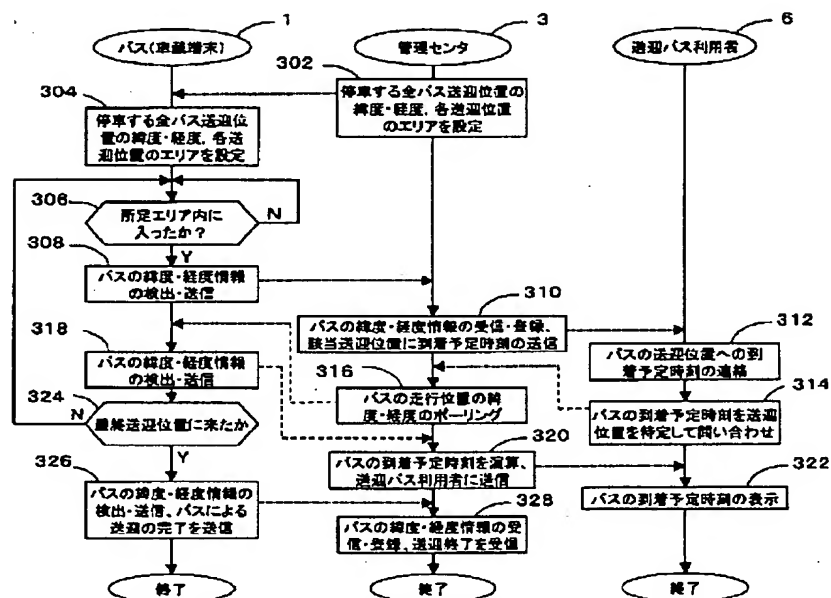 1
3
6
バス(車載端末)
管理センタ
送迎バス利用者
302
停車する全バス送迎位置の
緯度・経度、各送迎位置
のエリアを設定
304
停車する全バス送迎位
置の緯度・経度、各送
迎位置のエリアを設定
306
所定エリア内に
入ったか？
N
Y
308
バスの緯度・経度情報
の検出・送信
310
バスの緯度・経度情報の受信・登録、
該当送迎位置に到着予定時刻の送信
312
バスの送迎位置への到
着予定時刻の連絡
314
バスの到着予定時刻を送迎
位置を特定して問い合わせ
316
バスの走行位置の緯
度・経度のポーリング
318
バスの緯度・経度情報
の検出・送信
320
バスの到着予定時刻を演算、
送迎バス利用者に送信
322
バスの到着予定時刻の表示
324
最終送迎位置に来たか
N
Y
326
バスの緯度・経度情報の
検出・送信、バスによる
送迎の完了を送信
328
バスの緯度・経度情報の受
信・登録、送迎終了を受信
終了
終了
終了